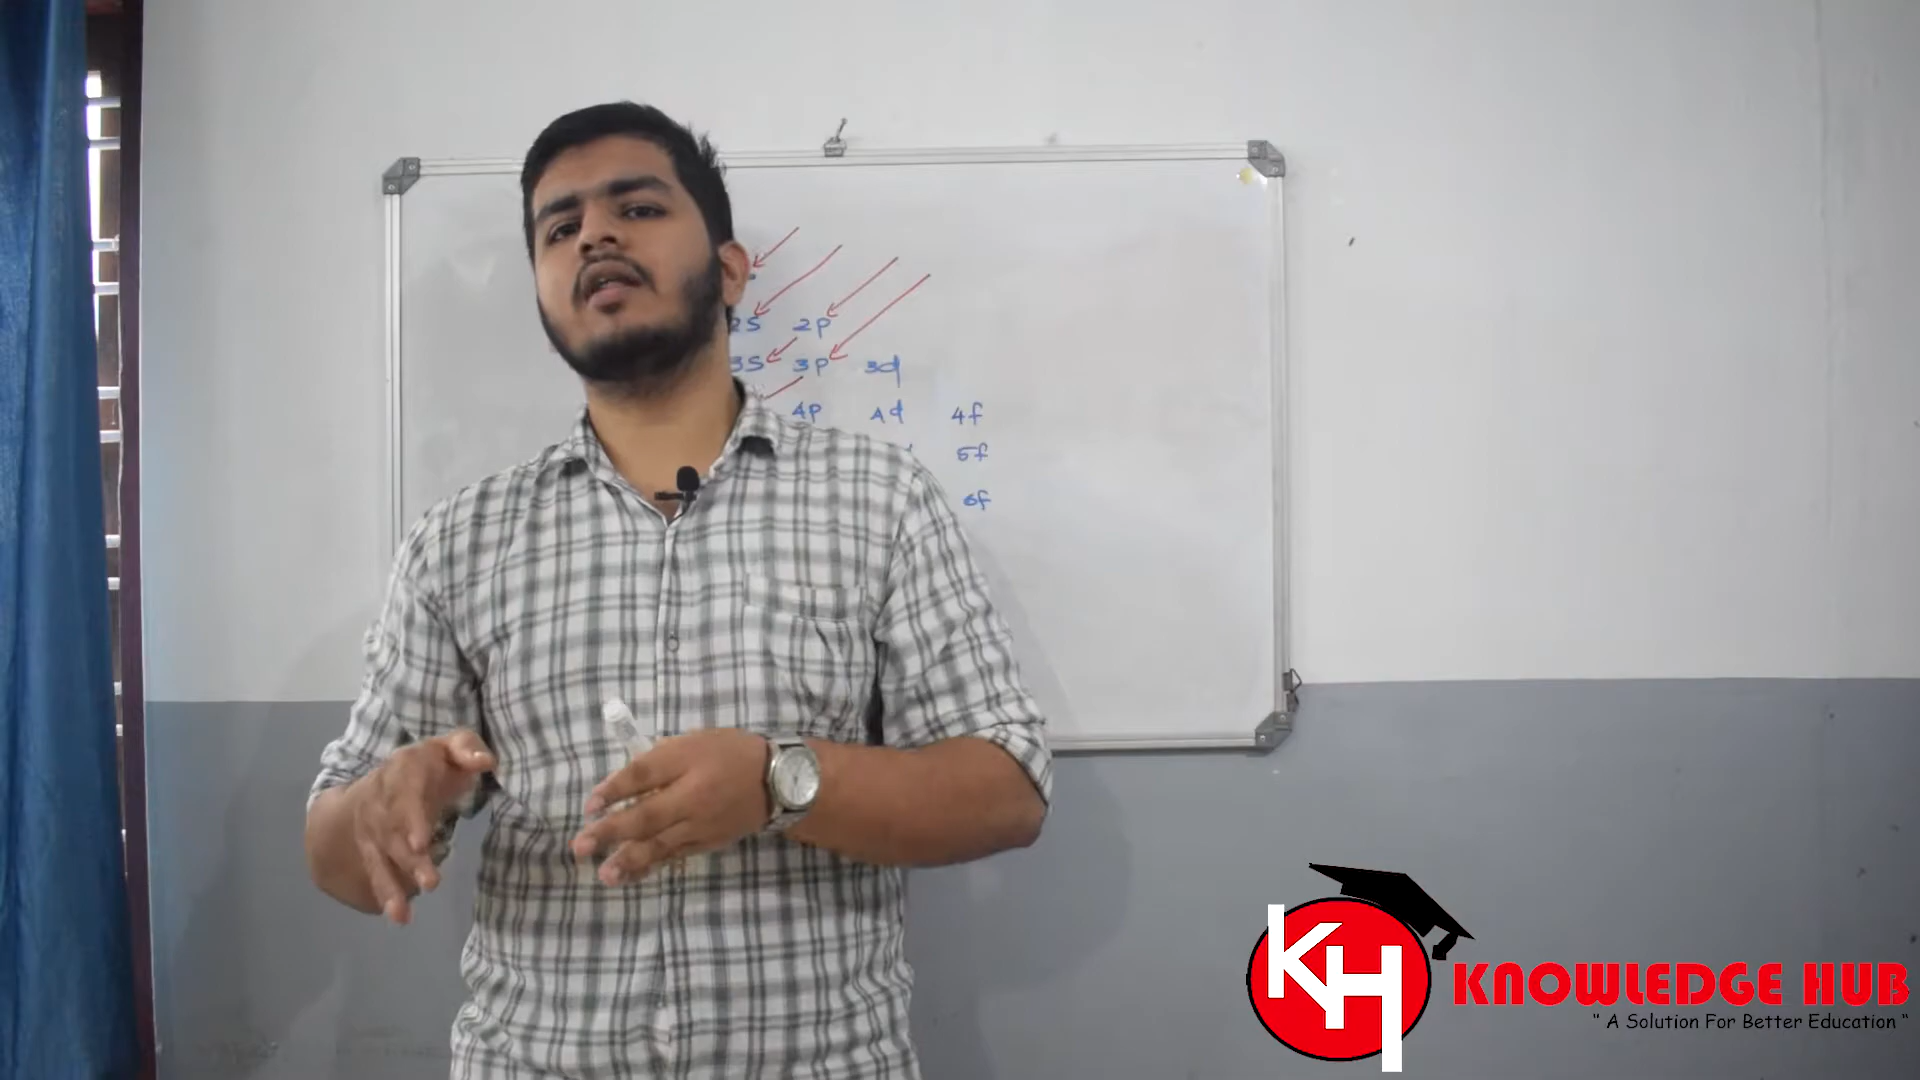 2S 2P
3S 3P 3d
4P 4d 4f
5f
6f
KH
KNOWLEDGE HUB
" A Solution For Better Education "